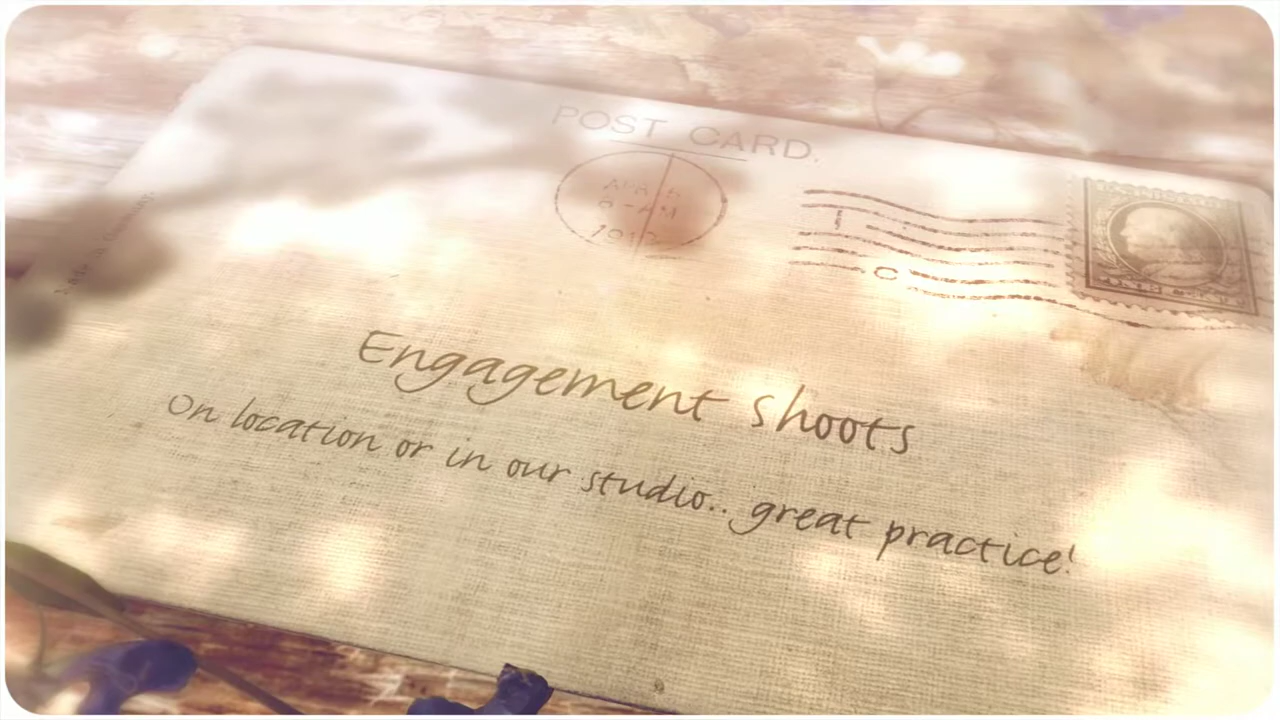 POST CARD.
Engagement shoots
On location or in our studio.. great practice!